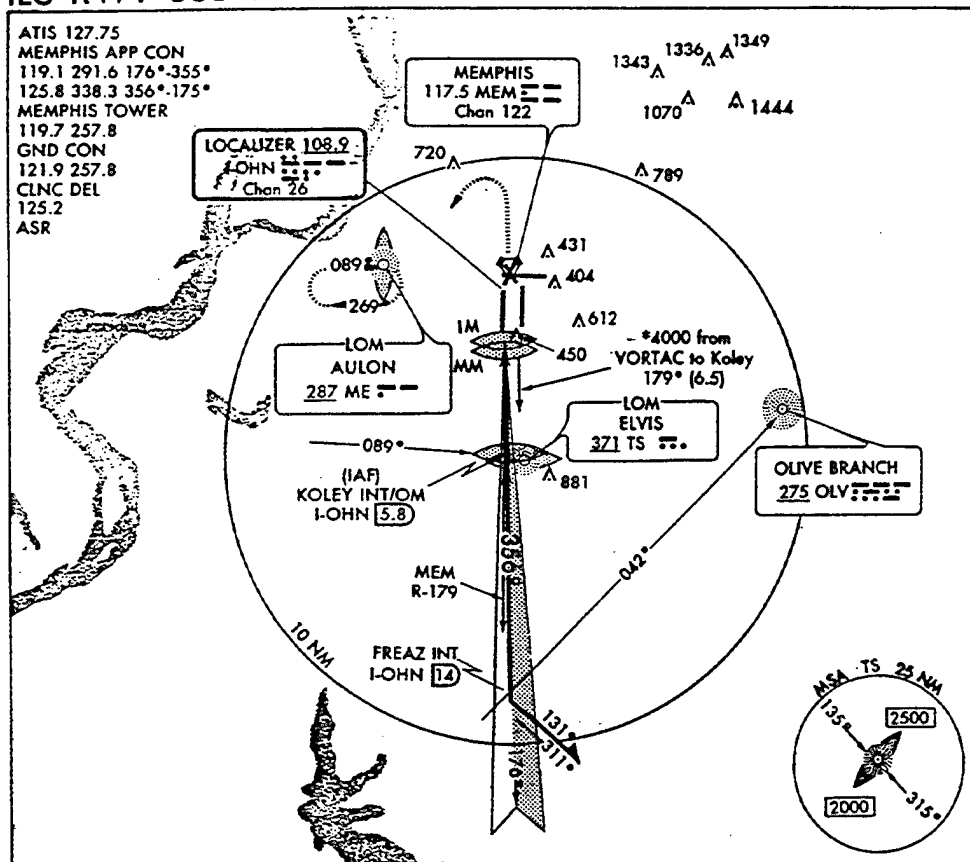 ATIS 127.75
MEMPHIS APP CON
119.1 291.6 176°-355°
125.8 338.3 356°-175°
MEMPHIS TOWER
119.7 257.8
GND CON
121.9 257.8
CLNC DEL
125.2
ASR
MEMPHIS
117.5 MEM
Chan 122
1343
1336
1349
1070
1444
LOCALIZER 108.9
I-OHN
Chan 26
720
789
431
404
089°
269
612
1M
MM
450
*4000 from
VORTAC to Koley
179° (6.5)
LOM
AULON
287 ME
LOM
ELVIS
371 TS
089°
(IAF)
KOLEY INT/OM
I-OHN 5.8
881
OLIVE BRANCH
275 OLV
042°
MEM
R-179
10 NM
FREAZ INT
I-OHN 14
131°
311°
MSA TS 25 NM
135°
2500
2000
315°